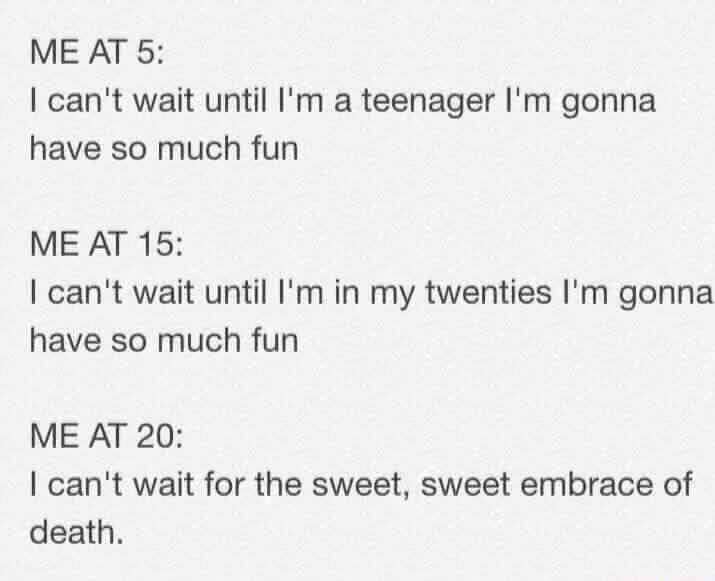 ME AT 5:
I can't wait until I'm a teenager I'm gonna
have so much fun
ME AT 15:
I can't wait until I'm in my twenties I'm gonna
have so much fun
ME AT 20:
I can't wait for the sweet, sweet embrace of
death.